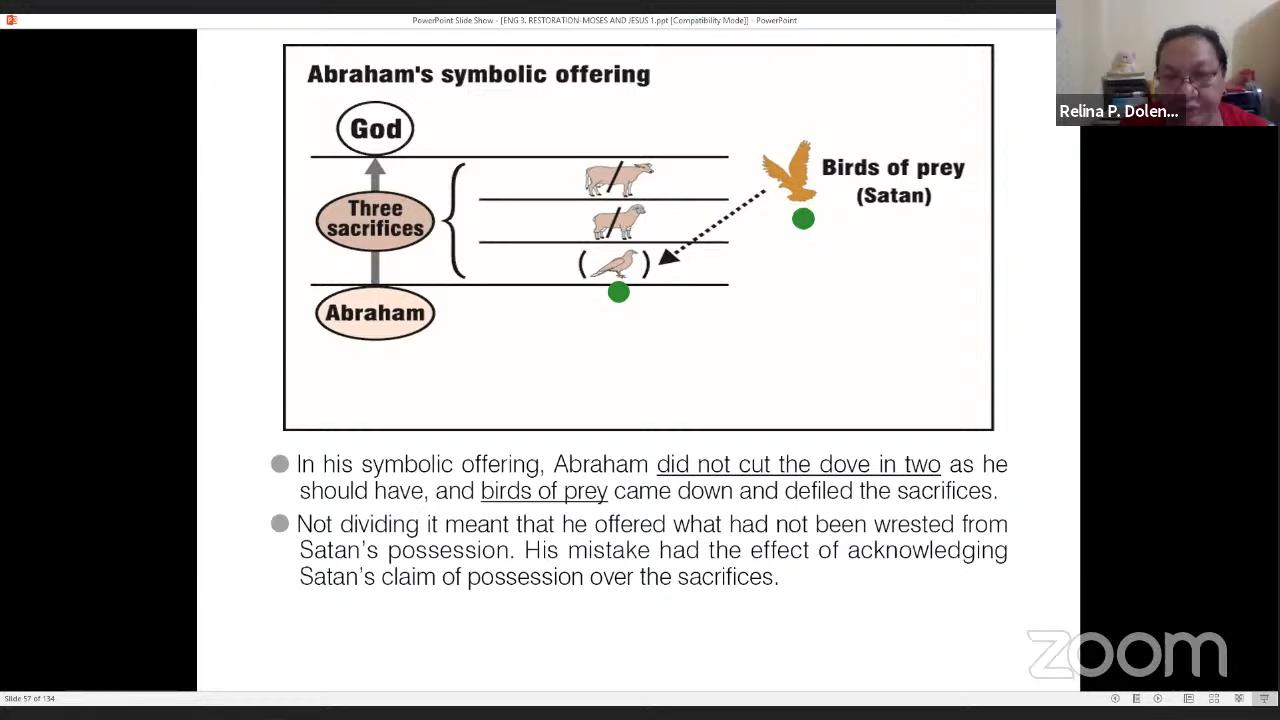 PowerPoint Slide Show - [ENG 3. RESTORATION-MOSES AND JESUS 1.ppt [Compatibility Mode]] - PowerPoint
Relina P. Dolen...
Abraham's symbolic offering
God
Birds of prey
(Satan)
Three
sacrifices
Abraham
In his symbolic offering, Abraham did not cut the dove in two as he
should have, and birds of prey came down and defiled the sacrifices.
Not dividing it meant that he offered what had not been wrested from
Satan’s possession. His mistake had the effect of acknowledging
Satan’s claim of possession over the sacrifices.
zoom
Slide 57 of 134